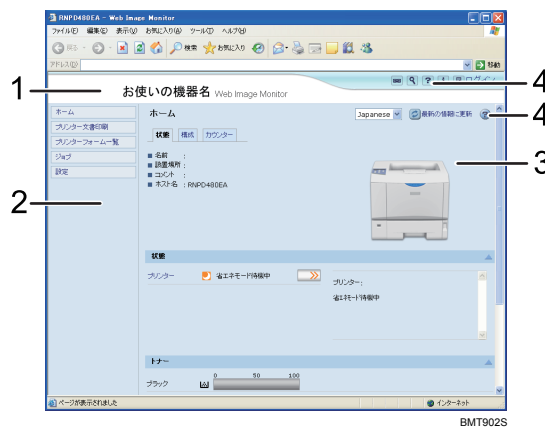 RNPD480EA - Web Image Monitor
ファイル(F) 編集(E) 表示(V) お気に入り(A) ツール(T) ヘルプ(H)
戻る 検索 お気に入り
アドレス(D) 移動
ログイン
1 お使いの機器名 Web Image Monitor
4
ホーム
プリンター文書印刷
プリンターフォーム一覧
ジョブ
設定
2
ホーム Japanese 最新の情報に更新 ? 4
状態 構成 カウンター
名前 :
設置場所 :
コメント :
ホスト名 : RNPD480EA
3
状態
プリンター 省エネモード待機中
プリンター:
省エネモード待機中
トナー
0 50 100
ブラック
ページが表示されました インターネット
BMT902S